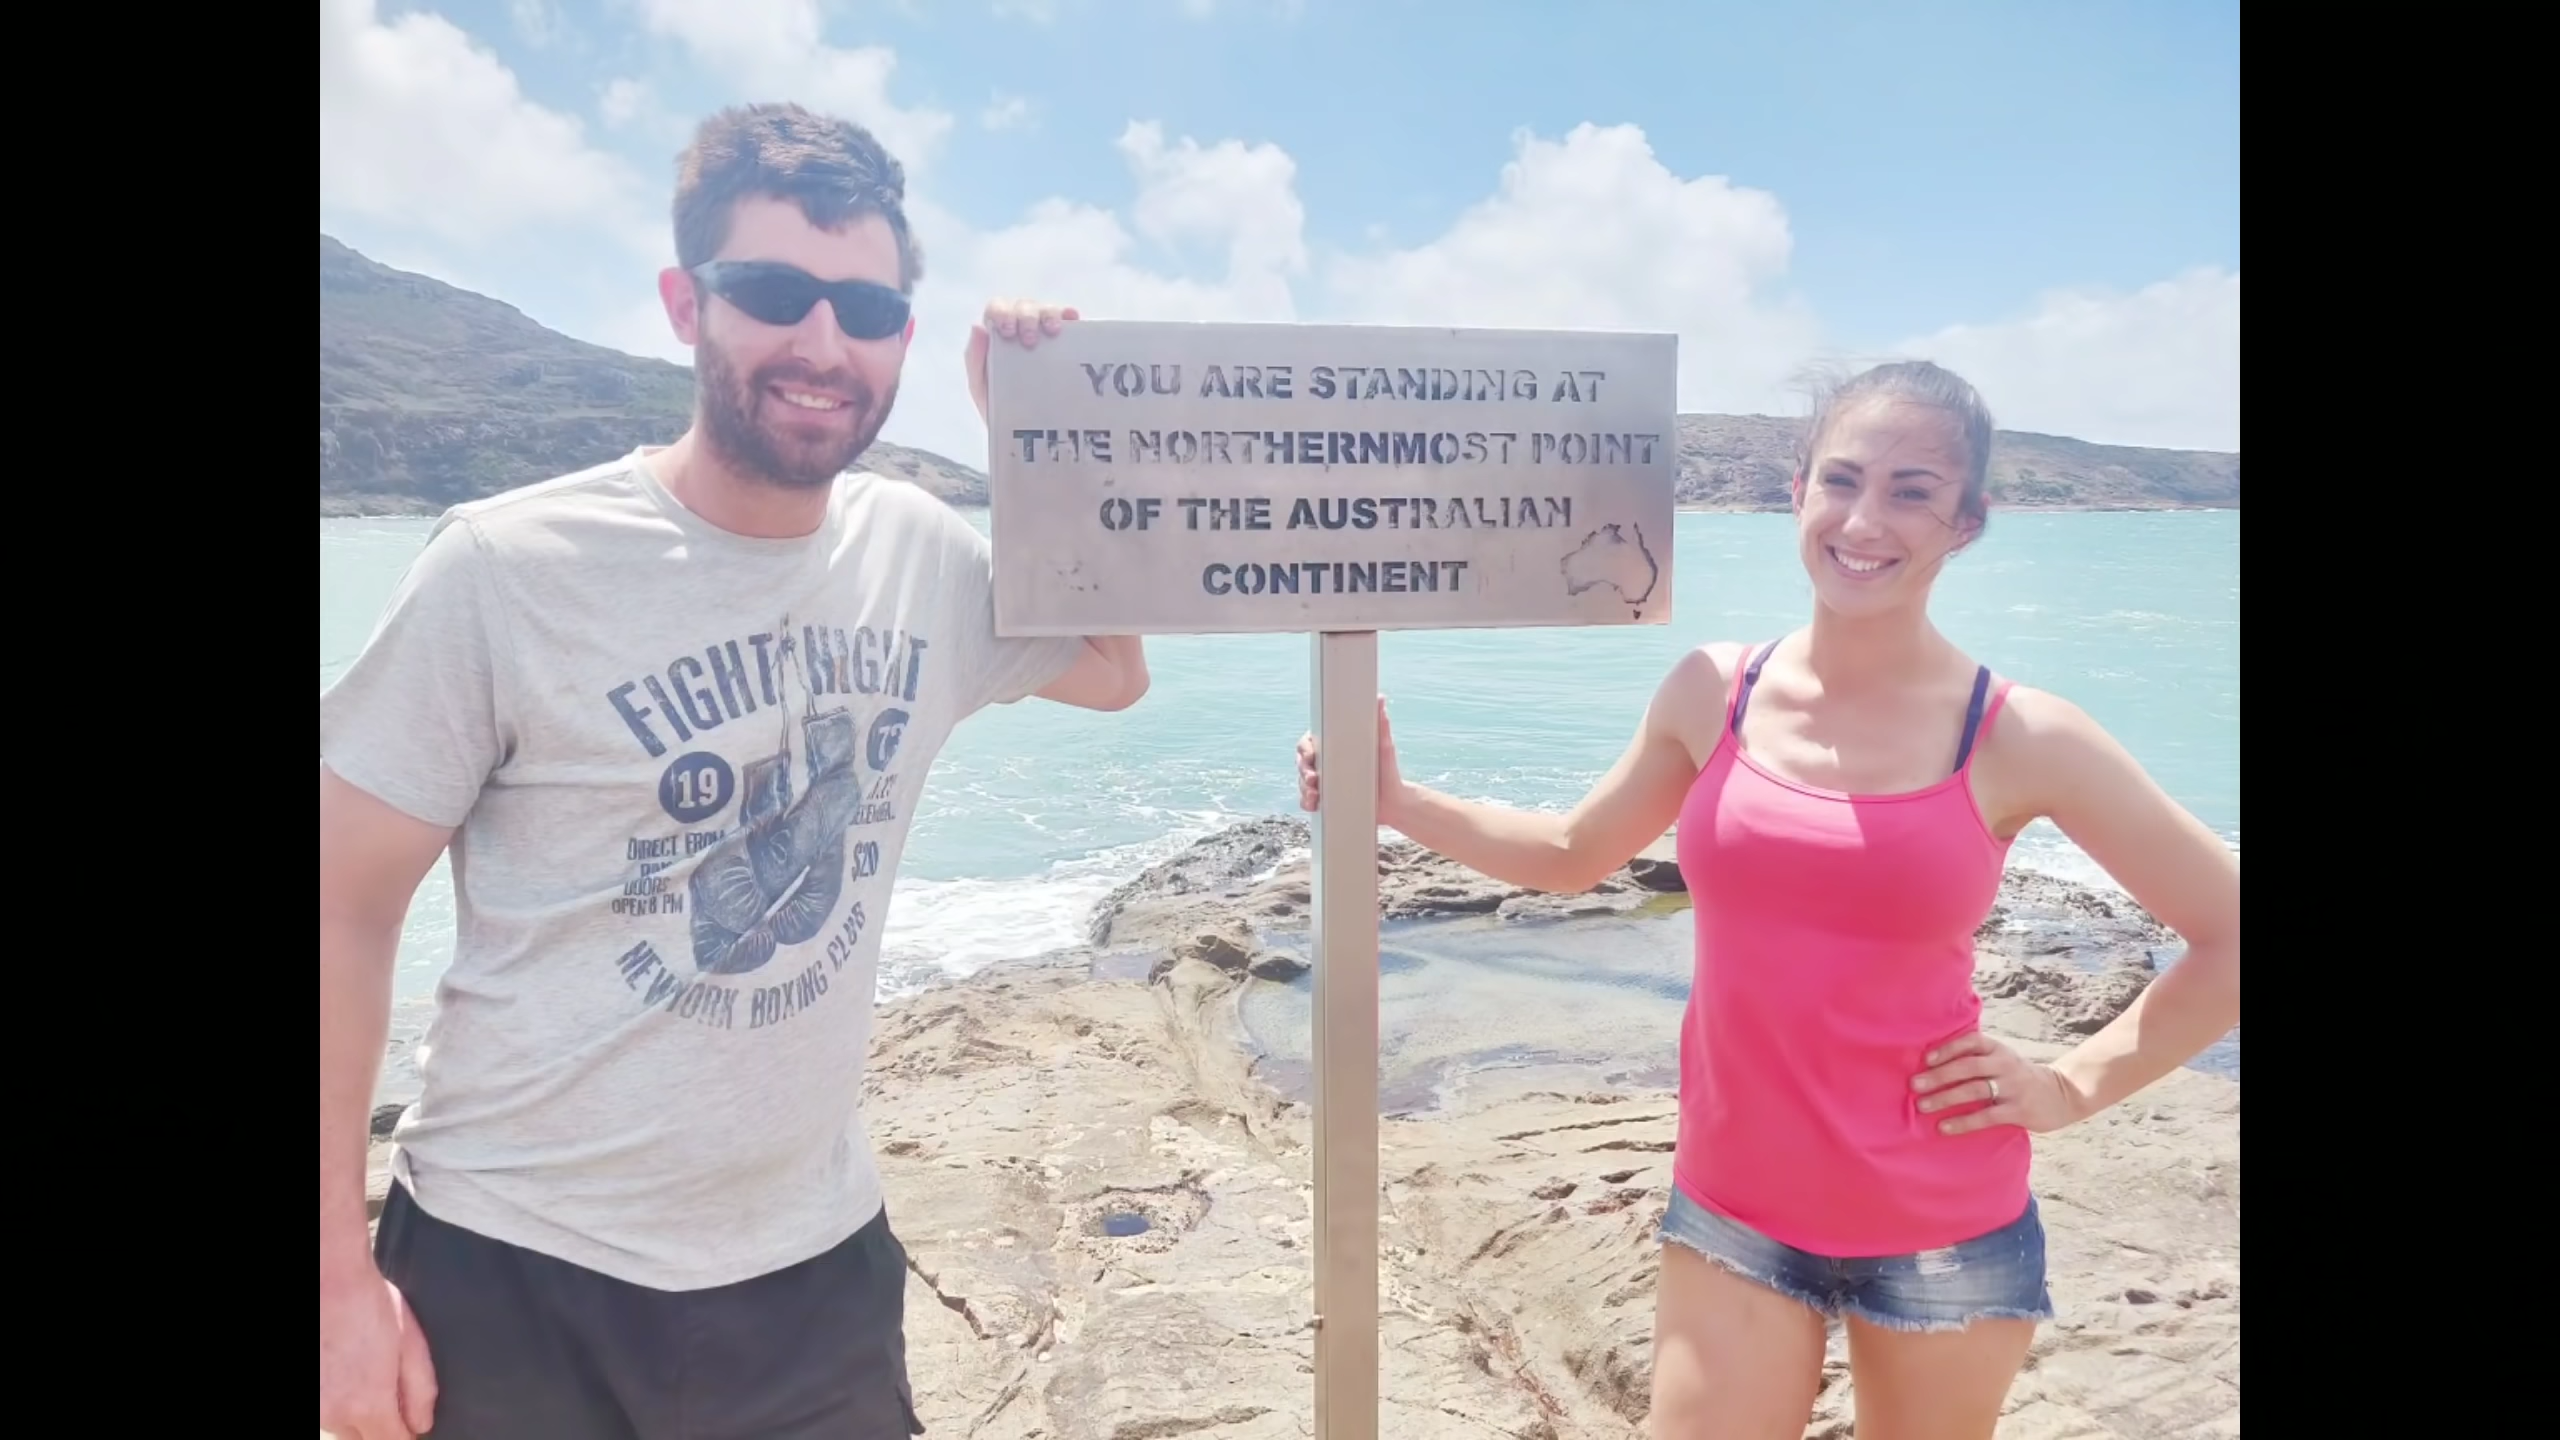 YOU ARE STANDING AT
THE NORTHERNMOST POINT
OF THE AUSTRALIAN
CONTINENT
FIGHT NIGHT
19
DIRECT FROM
DOORS
OPEN 8 PM
$20
NEW YORK BOXING CLUB